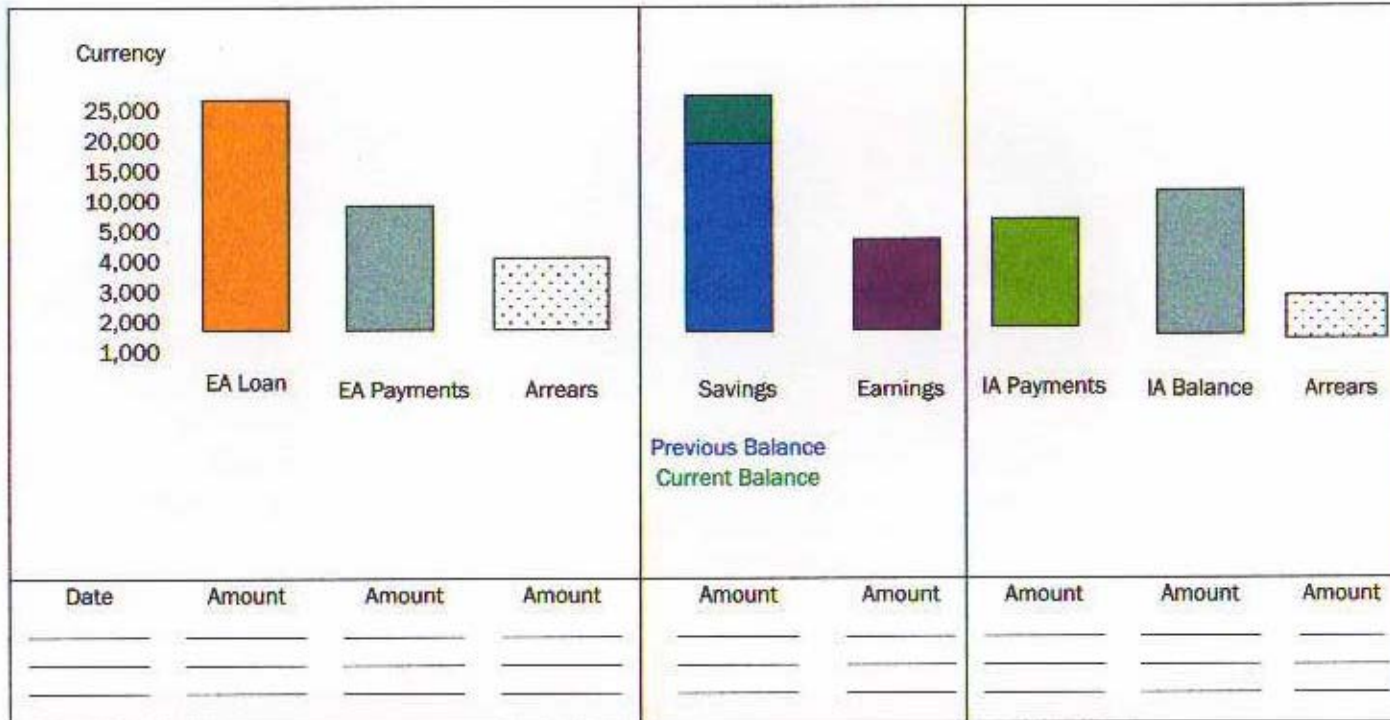 Currency
25,000
20,000
15,000
10,000
5,000
4,000
3,000
2,000
1,000
EA Loan
EA Payments
Arrears
Savings
Earnings
IA Payments
IA Balance
Arrears
Previous Balance
Current Balance
Date Amount Amount Amount Amount Amount Amount Amount Amount